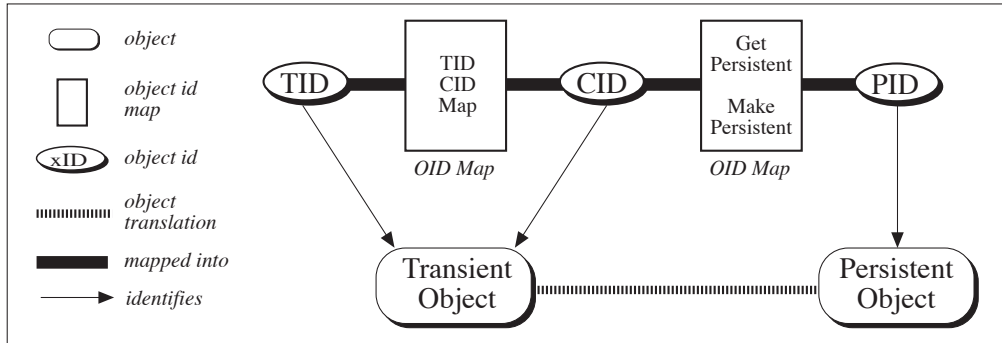 object
object id
map
xID
object id
object
translation
mapped into
identifies
TID
TID
CID
Map
OID Map
CID
Get
Persistent
Make
Persistent
OID Map
PID
Transient
Object
Persistent
Object